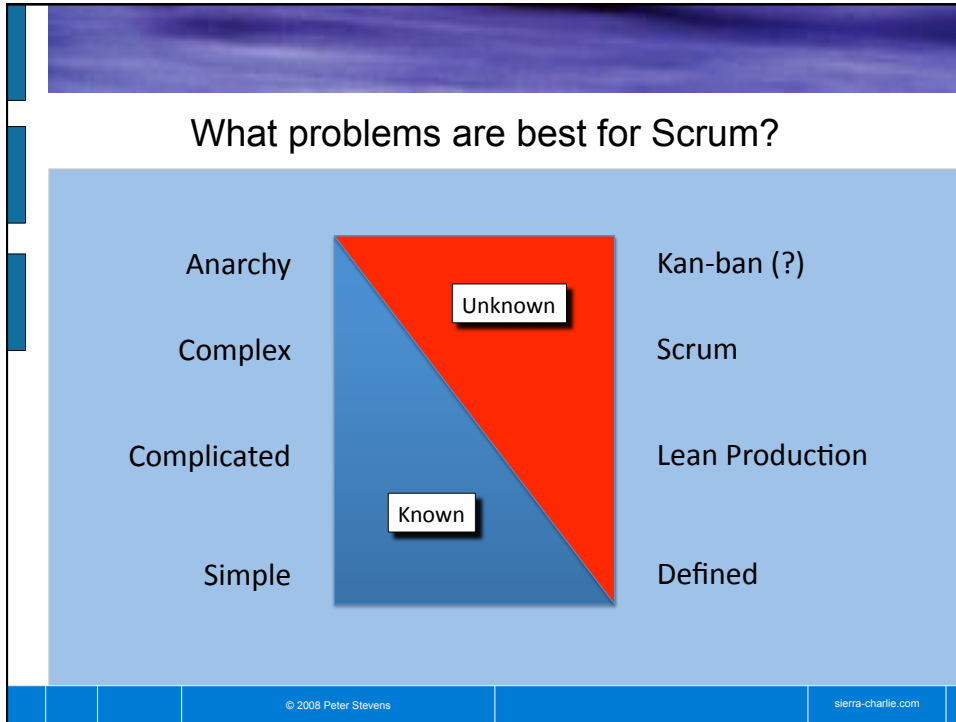 What problems are best for Scrum?
Anarchy
Kan-ban (?)
Unknown
Complex
Scrum
Complicated
Lean Production
Known
Simple
Defined
© 2008 Peter Stevens
sierra-charlie.com